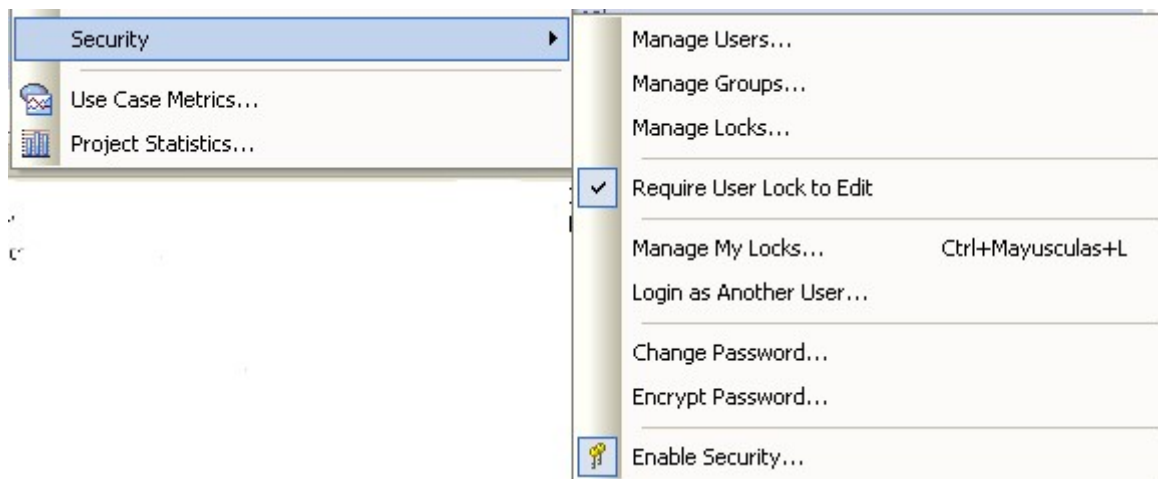 Security
Use Case Metrics...
Project Statistics...
Manage Users...
Manage Groups...
Manage Locks...
Require User Lock to Edit
Manage My Locks... Ctrl+Mayusculas+L
Login as Another User...
Change Password...
Encrypt Password...
Enable Security...